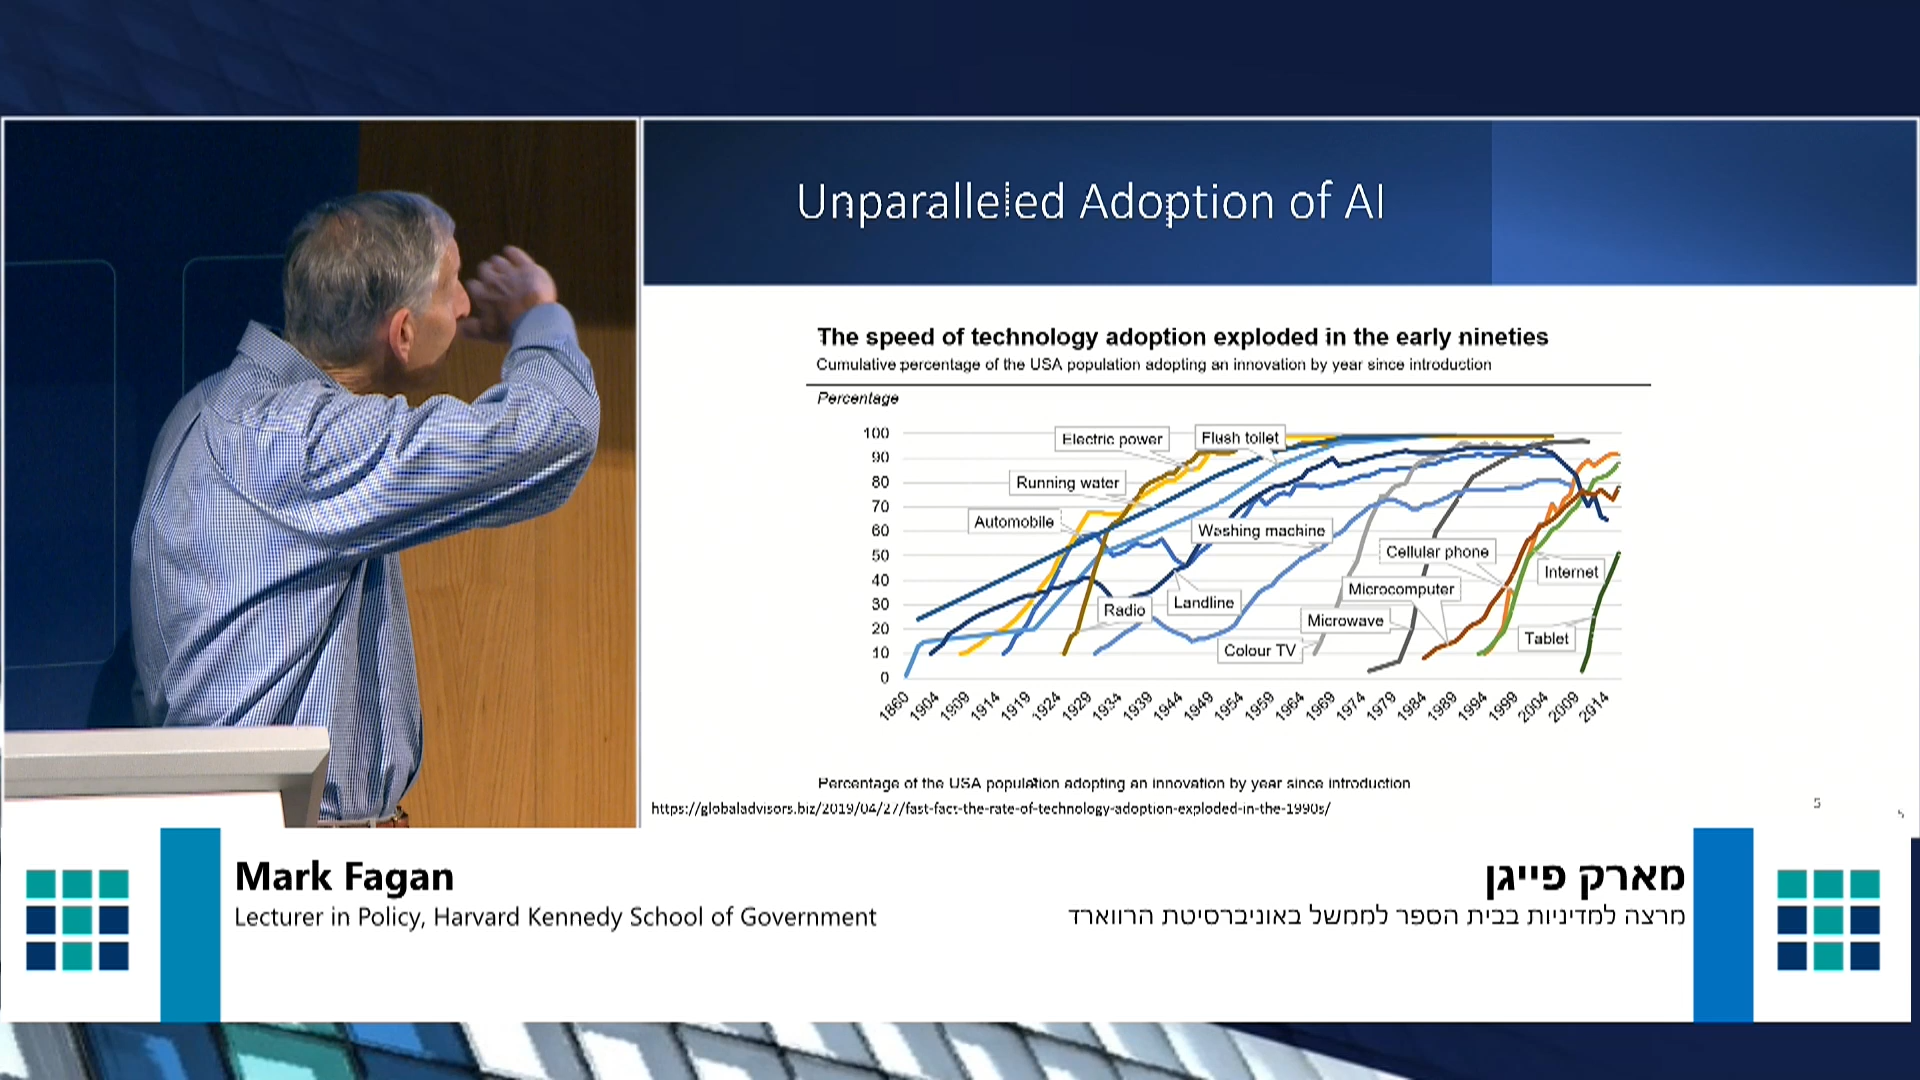 Unparalleled Adoption of AI
The speed of technology adoption exploded in the early nineties
Cumulative percentage of the USA population adopting an innovation by year since introduction
Percentage
100
90
80
70
60
50
40
30
20
10
0
Electric power
Flush toilet
Running water
Automobile
Washing machine
Cellular phone
Internet
Microcomputer
Radio
Landline
Microwave
Tablet
Colour TV
1860 1904 1909 1914 1919 1924 1929 1934 1939 1944 1949 1954 1959 1964 1969 1974 1979 1984 1989 1994 1999 2004 2009 2014
Percentage of the USA population adopting an innovation by year since introduction
https://globaladvisors.biz/2019/04/27/fast-fact-the-rate-of-technology-adoption-exploded-in-the-1990s/
5
5
Mark Fagan
Lecturer in Policy, Harvard Kennedy School of Government
מארק פייגן
מרצה למדיניות בבית הספר לממשל באוניברסיטת הרווארד